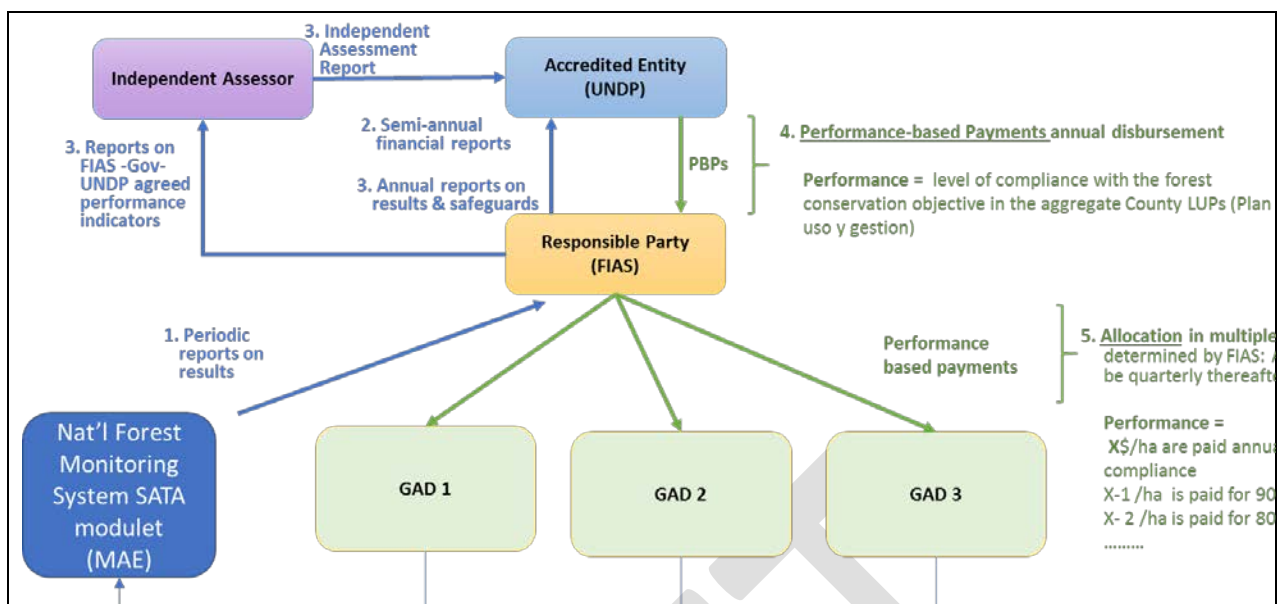 3. Independent
Assessment
Report
Independent Assessor
Accredited Entity
(UNDP)
2. Semi-annual
financial reports
3. Annual reports on
results & safeguards
3. Reports on
FIAS -Gov-
UNDP agreed
performance
indicators
PBPs
4. Performance-based Payments annual disbursement
Performance = level of compliance with the forest
conservation objective in the aggregate County LUPs (Plan
uso y gestion)
Responsible Party
(FIAS)
1. Periodic
reports on
results
Performance
based payments
5. Allocation in multiple
determined by FIAS:
be quarterly
Performance =
X$/ha are paid
compliance
X-1 /ha is paid for 90
X- 2 /ha is paid for 80
.........
Nat'l Forest
Monitoring
System SATA
modulet
(MAE)
GAD 1
GAD 2
GAD 3